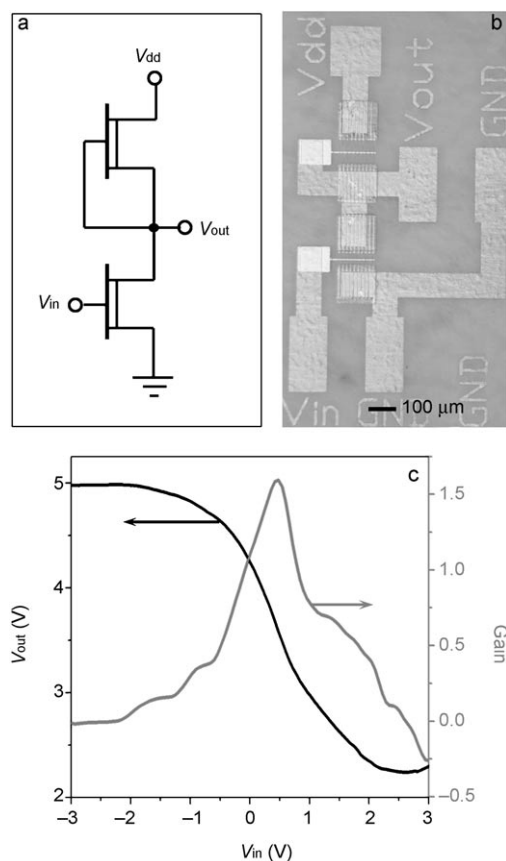 a
Vdd
Vout
Vin
b
Vdd
Vout
GND
Vin
GND
GND
100 μm
c
5
4
3
2
Vout (V)
1.5
1.0
0.5
0.0
−0.5
Gain
−3
−2
−1
0
1
2
3
Vin (V)